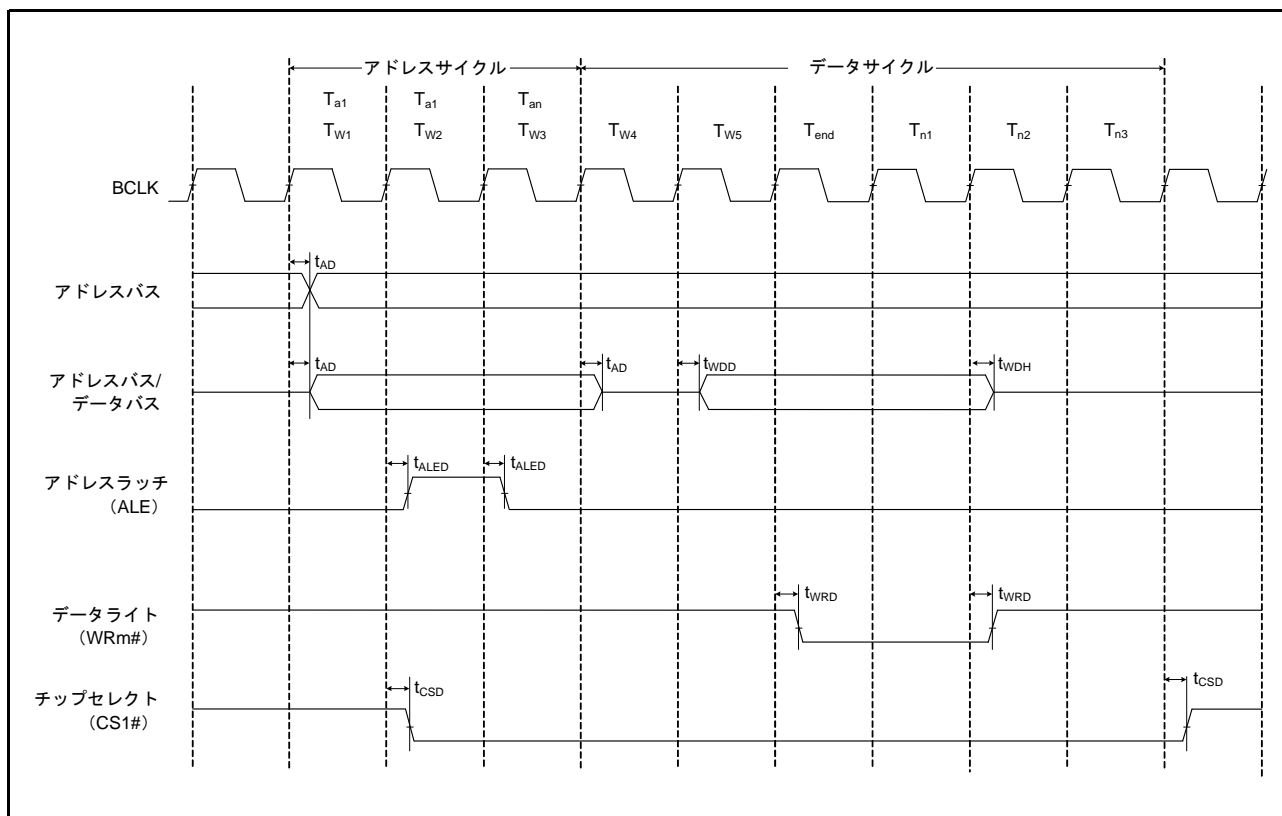 アドレスサイクル データサイクル
Ta1 Ta1 Tan
TW1 TW2 TW3 TW4 TW5 Tend Tn1 Tn2 Tn3
BCLK
tAD
アドレスバス
tAD tAD tWDD tWDH
アドレスバス/
データバス
tALED tALED
アドレスラッチ
（ALE）
tWRD tWRD
データライト
（WRm#）
tCSD tCSD
チップセレクト
（CS1#）